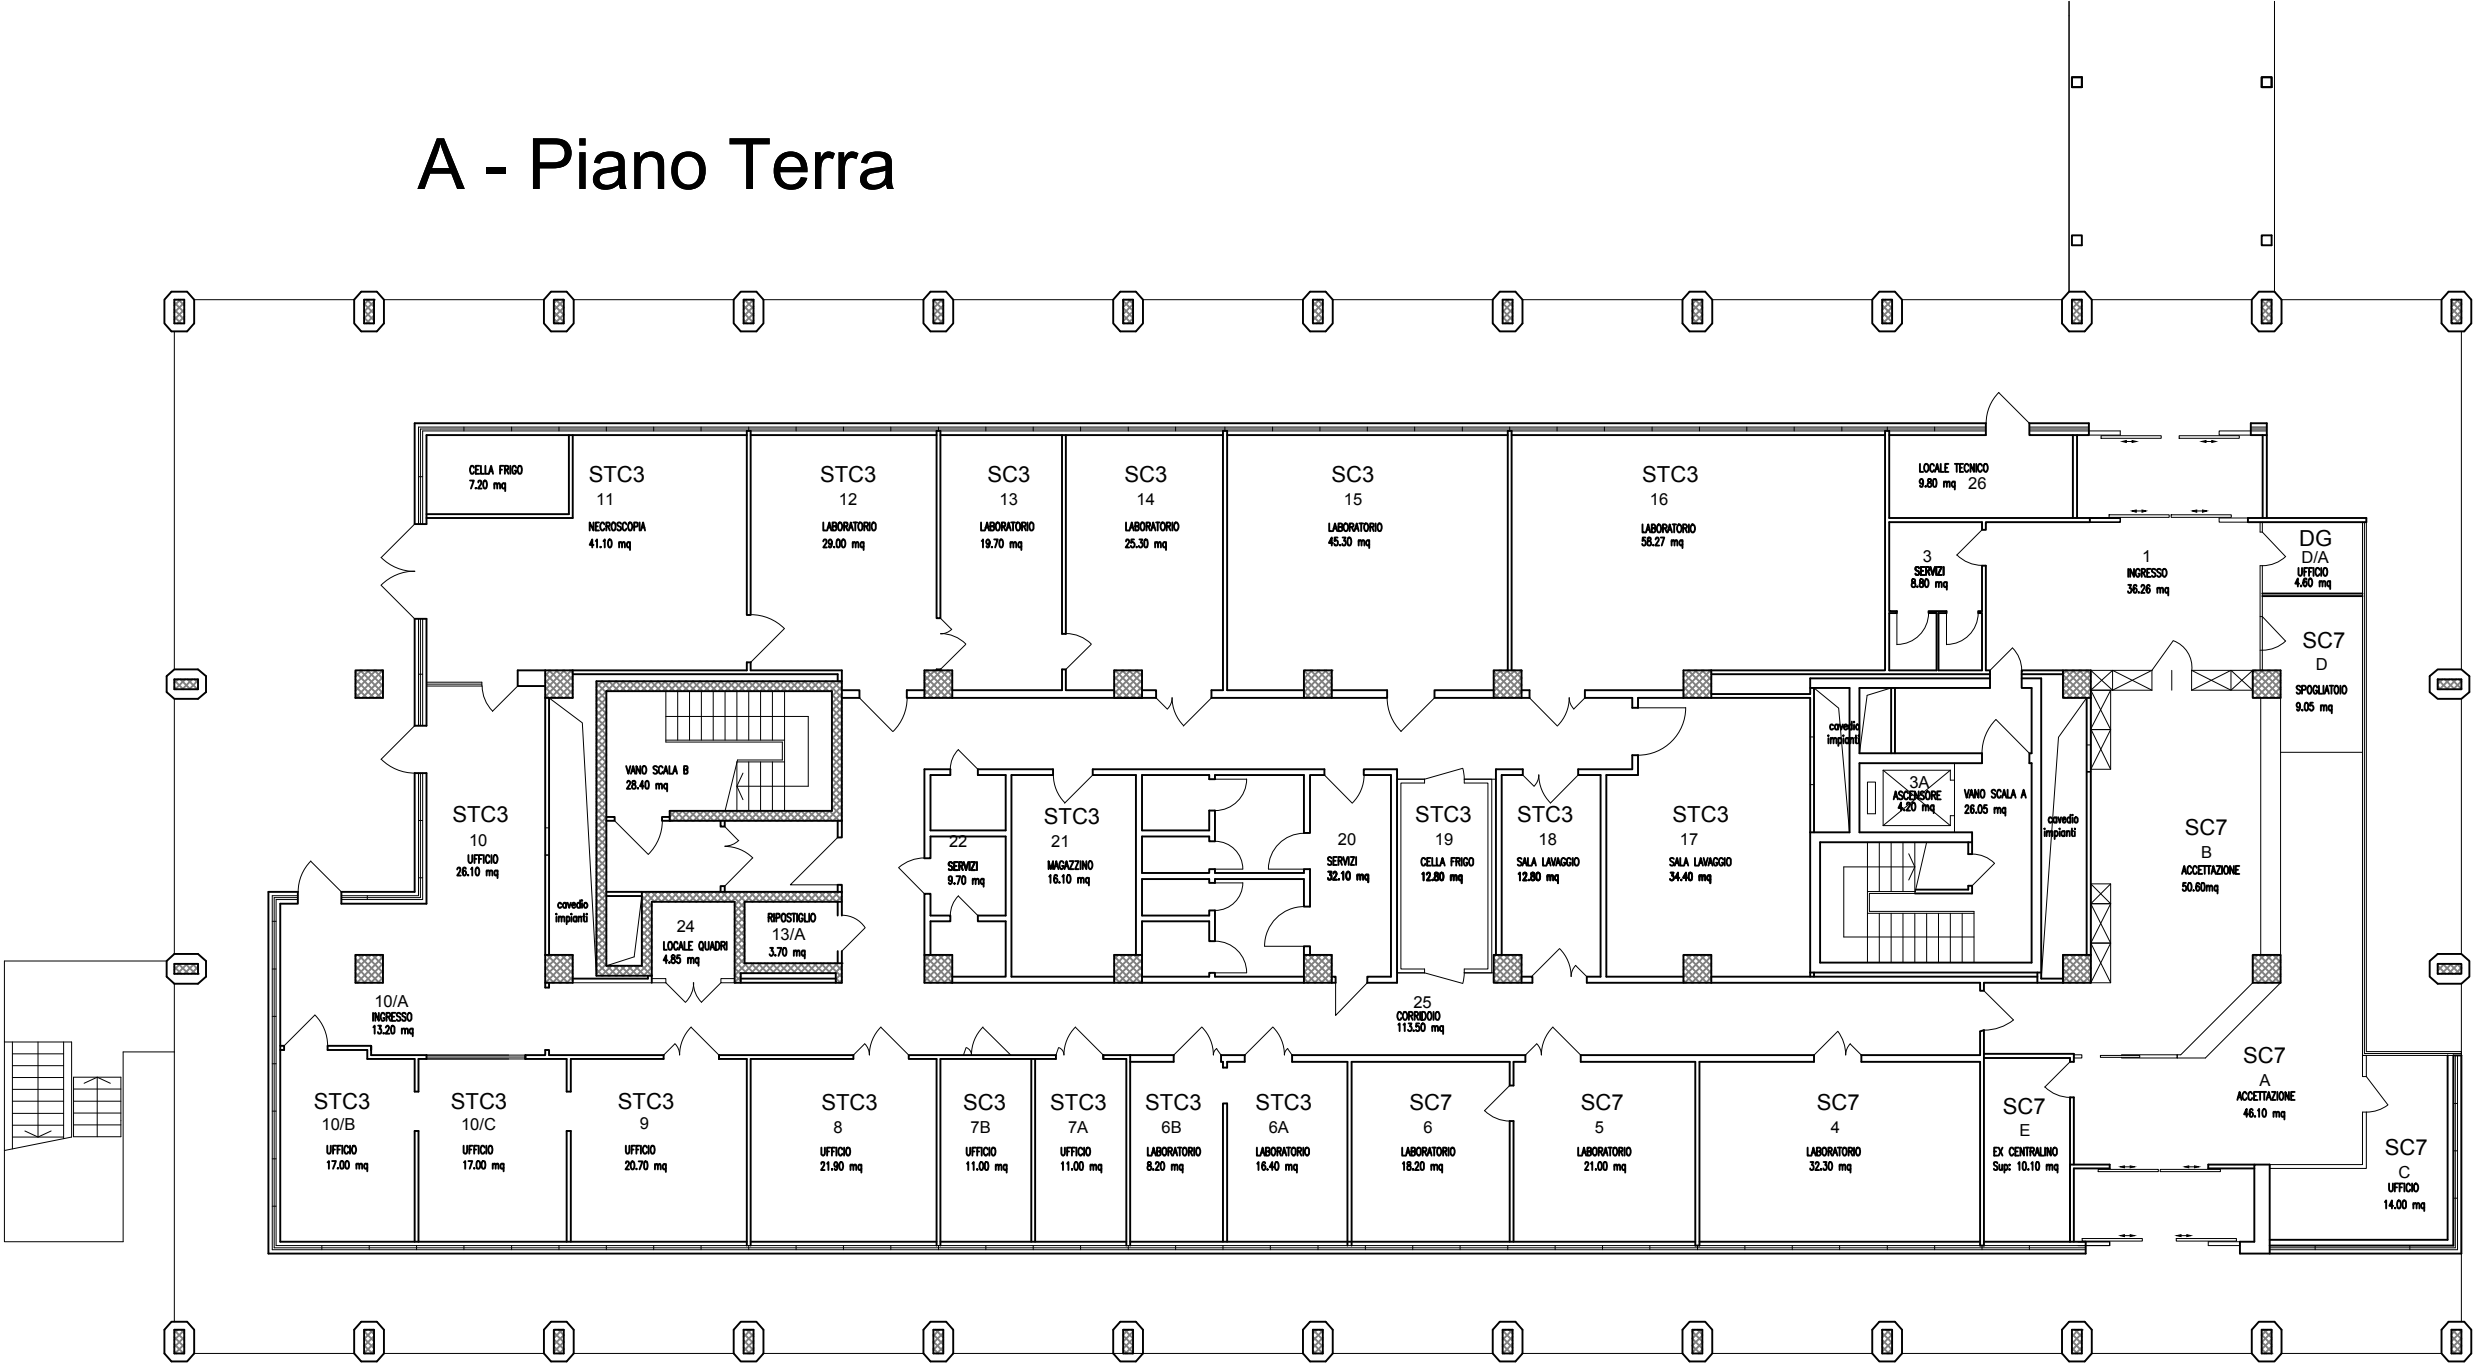 A - Piano Terra
CELLA FRIGO
7.20 mq
STC3
11
NECROSCOPIA
41.10 mq
STC3
12
LABORATORIO
29.00 mq
SC3
13
LABORATORIO
19.70 mq
SC3
14
LABORATORIO
25.30 mq
SC3
15
LABORATORIO
45.30 mq
STC3
16
LABORATORIO
58.27 mq
LOCALE TECNICO
9.80 mq 26
3
SERVIZI
8.80 mq
1
INGRESSO
36.26 mq
DG
D/A
UFFICIO
4.60 mq
SC7
D
SPOGLIATOIO
9.05 mq
VANO SCALA B
28.40 mq
STC3
10
UFFICIO
26.10 mq
cavedio
impianti
24
LOCALE QUADRI
4.85 mq
RIPOSTIGLIO
13/A
3.70 mq
22
SERVIZI
9.70 mq
STC3
21
MAGAZZINO
16.10 mq
20
SERVIZI
32.10 mq
STC3
19
CELLA FRIGO
12.80 mq
STC3
18
SALA LAVAGGIO
12.80 mq
STC3
17
SALA LAVAGGIO
34.40 mq
cavedio
impianti
3A
ASCENSORE
4.20 mq
VANO SCALA A
26.05 mq
cavedio
impianti
SC7
B
ACCETTAZIONE
50.60mq
10/A
INGRESSO
13.20 mq
25
CORRIDOIO
113.50 mq
STC3
10/B
UFFICIO
17.00 mq
STC3
10/C
UFFICIO
17.00 mq
STC3
9
UFFICIO
20.70 mq
STC3
8
UFFICIO
21.90 mq
SC3
7B
UFFICIO
11.00 mq
STC3
7A
UFFICIO
11.00 mq
STC3
6B
LABORATORIO
8.20 mq
STC3
6A
LABORATORIO
16.40 mq
SC7
6
LABORATORIO
18.20 mq
SC7
5
LABORATORIO
21.00 mq
SC7
4
LABORATORIO
32.30 mq
SC7
E
EX CENTRALINO
Sup: 10.10 mq
SC7
A
ACCETTAZIONE
46.10 mq
SC7
C
UFFICIO
14.00 mq